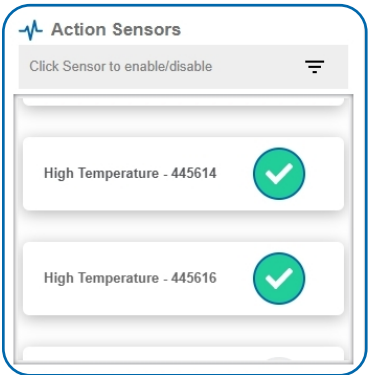 Action Sensors
Click Sensor to enable/disable
High Temperature - 445614
High Temperature - 445616